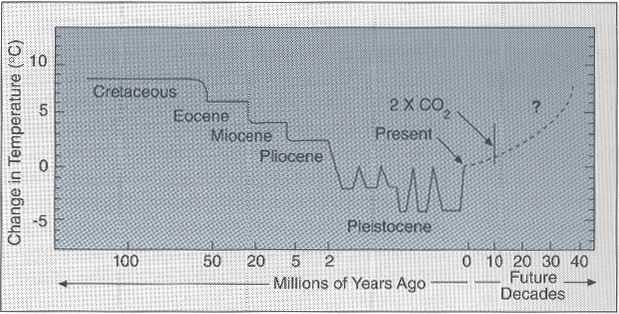 Change in Temperature (°C)
10
5
0
-5
Cretaceous
Eocene
Miocene
Pliocene
Pleistocene
2 X CO2
Present
?
100 50 20 5 2 0 10 20 30 40
Millions of Years Ago
Future
Decades